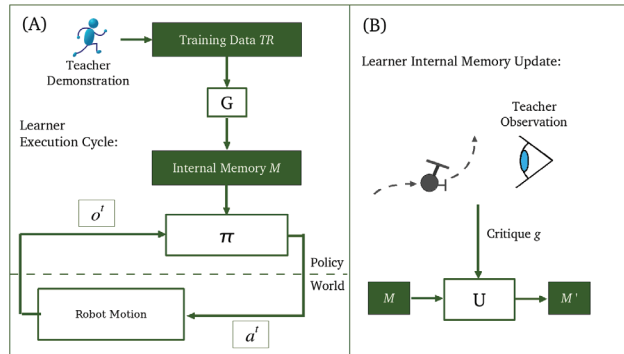 (A)
Training Data TR
Teacher
Demonstration
G
Learner
Execution Cycle:
Internal Memory M
o^t
π
Policy
World
Robot Motion
a^t
(B)
Learner Internal Memory Update:
Teacher
Observation
Critique g
M
U
M'